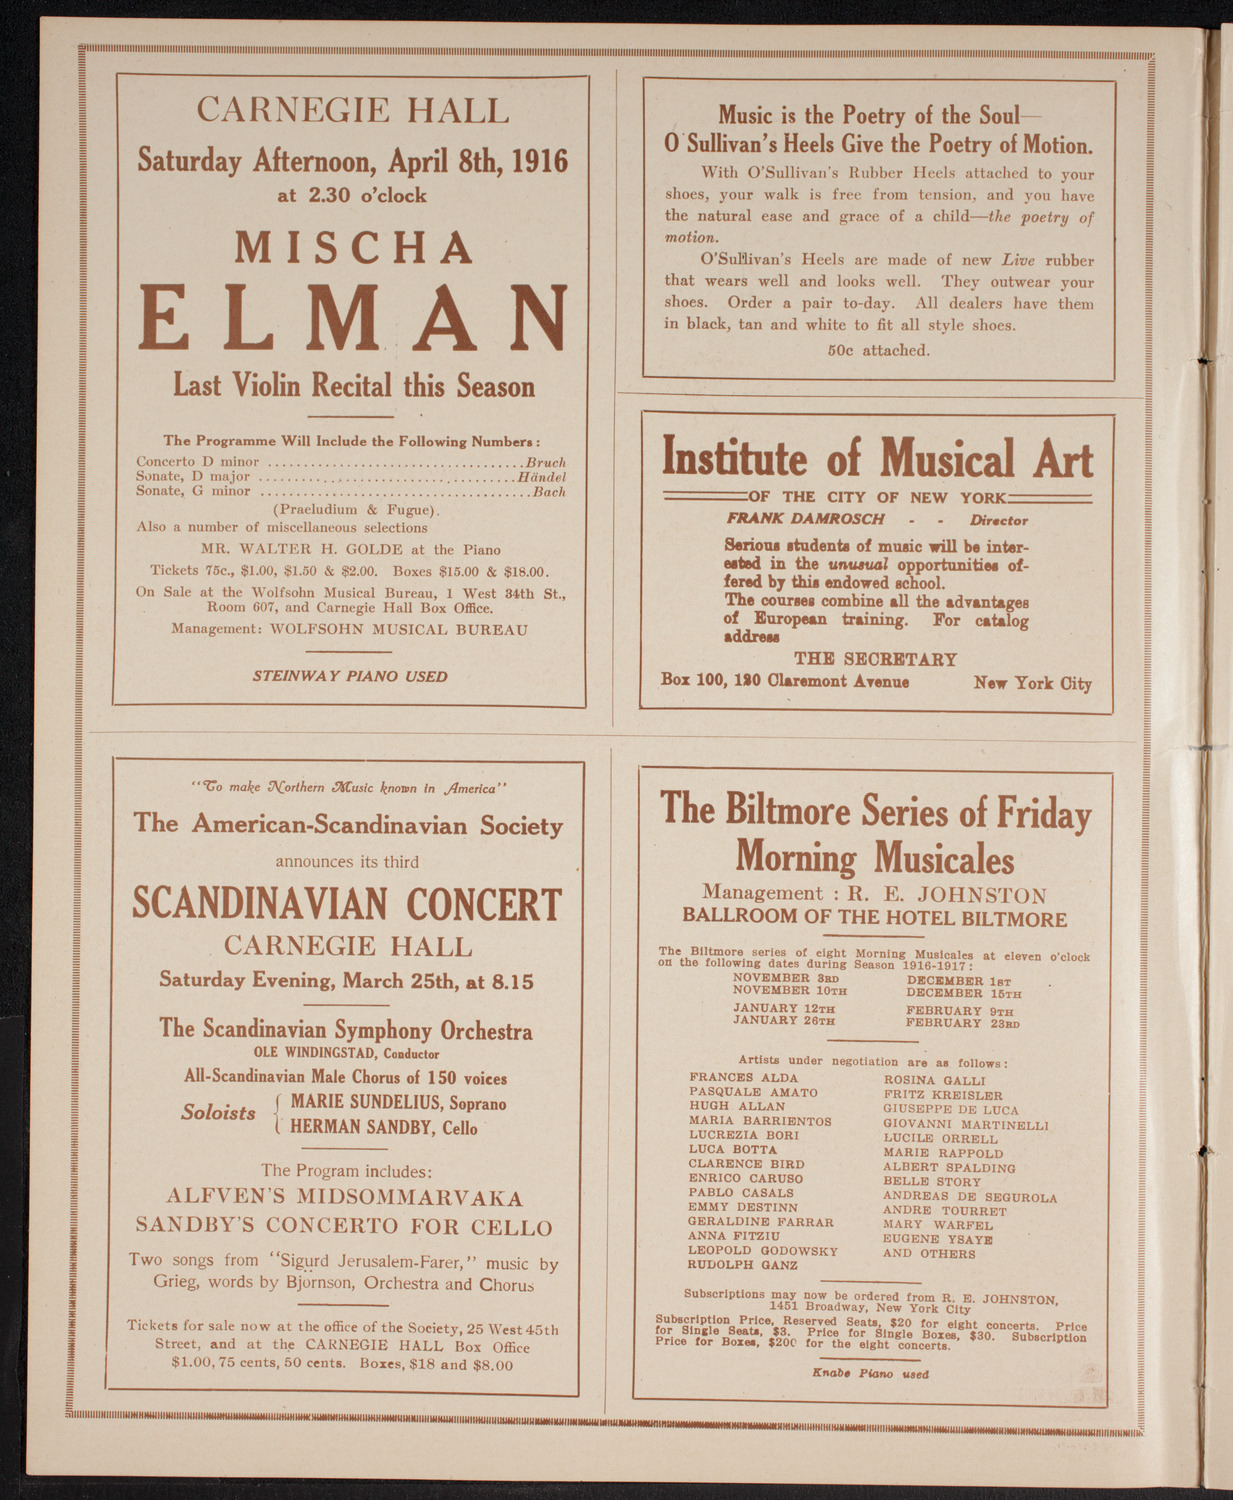 CARNEGIE HALL
Saturday Afternoon, April 8th, 1916
at 2.30 o'clock
MISCHA
ELMAN
Last Violin Recital this Season
The Programme Will Include the Following Numbers:
Concerto D minor ....................................Bruch
Sonate, D major ....................................Händel
Sonate, G minor ......................................Bach
(Praeludium & Fugue).
Also a number of miscellaneous selections
MR. WALTER H. GOLDE at the Piano
Tickets 75c., $1.00, $1.50 & $2.00. Boxes $15.00 & $18.00.
On Sale at the Wolfsohn Musical Bureau, 1 West 34th St.,
Room 607, and Carnegie Hall Box Office.
Management: WOLFSOHN MUSICAL BUREAU
STEINWAY PIANO USED
Music is the Poetry of the Soul—
O'Sullivan's Heels Give the Poetry of Motion.
With O'Sullivan's Rubber Heels attached to your
shoes, your walk is free from tension, and you have
the natural ease and grace of a child—the poetry of
motion.
O'Sullivan's Heels are made of new Live rubber
that wears well and looks well. They outwear your
shoes. Order a pair to-day. All dealers have them
in black, tan and white to fit all style shoes.
50c attached.
Institute of Musical Art
OF THE CITY OF NEW YORK
FRANK DAMROSCH - - Director
Serious students of music will be inter-
ested in the unusual opportunities of-
fered by this endowed school.
The courses combine all the advantages
of European training. For catalog
address
THE SECRETARY
Box 100, 120 Claremont Avenue New York City
"To make Northern Music known in America"
The American-Scandinavian Society
announces its third
SCANDINAVIAN CONCERT
CARNEGIE HALL
Saturday Evening, March 25th, at 8.15
The Scandinavian Symphony Orchestra
OLE WINDINGSTAD, Conductor
All-Scandinavian Male Chorus of 150 voices
Soloists { MARIE SUNDELIUS, Soprano
HERMAN SANDBY, Cello
The Program includes:
ALFVEN'S MIDSOMMARVAKA
SANDBY'S CONCERTO FOR CELLO
Two songs from "Sigurd Jerusalem-Farer," music by
Grieg, words by Bjornson, Orchestra and Chorus
Tickets for sale now at the office of the Society, 25 West 45th
Street, and at the CARNEGIE HALL Box Office
$1.00, 75 cents, 50 cents. Boxes, $18 and $8.00
The Biltmore Series of Friday
Morning Musicales
Management : R. E. JOHNSTON
BALLROOM OF THE HOTEL BILTMORE
The Biltmore series of eight Morning Musicales at eleven o'clock
on the following dates during Season 1916-1917:
NOVEMBER 3RD DECEMBER 1ST
NOVEMBER 10TH DECEMBER 15TH
JANUARY 12TH FEBRUARY 9TH
JANUARY 26TH FEBRUARY 23RD
Artists under negotiation are as follows:
FRANCES ALDA
PASQUALE AMATO
HUGH ALLAN
MARIA BARRIENTOS
LUCREZIA BORI
LUCA BOTTA
CLARENCE BIRD
ENRICO CARUSO
PABLO CASALS
EMMY DESTINN
GERALDINE FARRAR
ANNA FITZIU
LEOPOLD GODOWSKY
RUDOLPH GANZ
ROSINA GALLI
FRITZ KREISLER
GIUSEPPE DE LUCA
GIOVANNI MARTINELLI
LUCILE ORRELL
MARIE RAPPOLD
ALBERT SPALDING
BELLE STORY
ANDREAS DE SEGUROLA
ANDRE TOURRET
MARY WARFEL
EUGENE YSAYE
AND OTHERS
Subscriptions may now be ordered from R. E. JOHNSTON,
1451 Broadway, New York City
Subscription Price, Reserved Seats, $20 for eight concerts. Price
for Single Seats, $3. Price for Single Boxes, $30. Subscription
Price for Boxes, $200 for the eight concerts.
Knabe Piano used